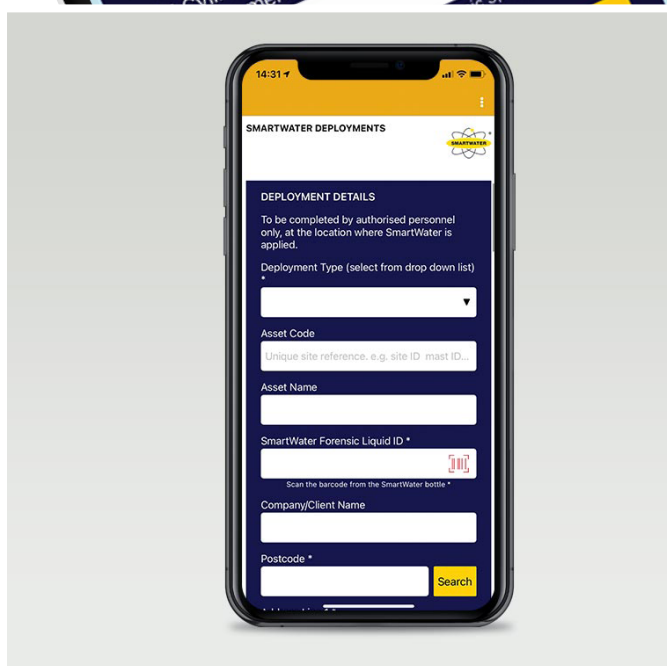 14:31
SMARTWATER DEPLOYMENTS
SMARTWATER
DEPLOYMENT DETAILS
To be completed by authorised personnel
only, at the location where SmartWater is
applied.
Deployment Type (select from drop down list)
*
Asset Code
Unique site reference. e.g. site ID mast ID...
Asset Name
SmartWater Forensic Liquid ID *
Scan the barcode from the SmartWater bottle *
Company/Client Name
Postcode *
Search